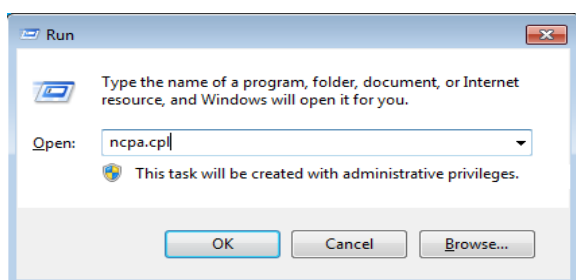 Run
Type the name of a program, folder, document, or Internet
resource, and Windows will open it for you.
Open: ncpa.cpl
This task will be created with administrative privileges.
OK Cancel Browse...